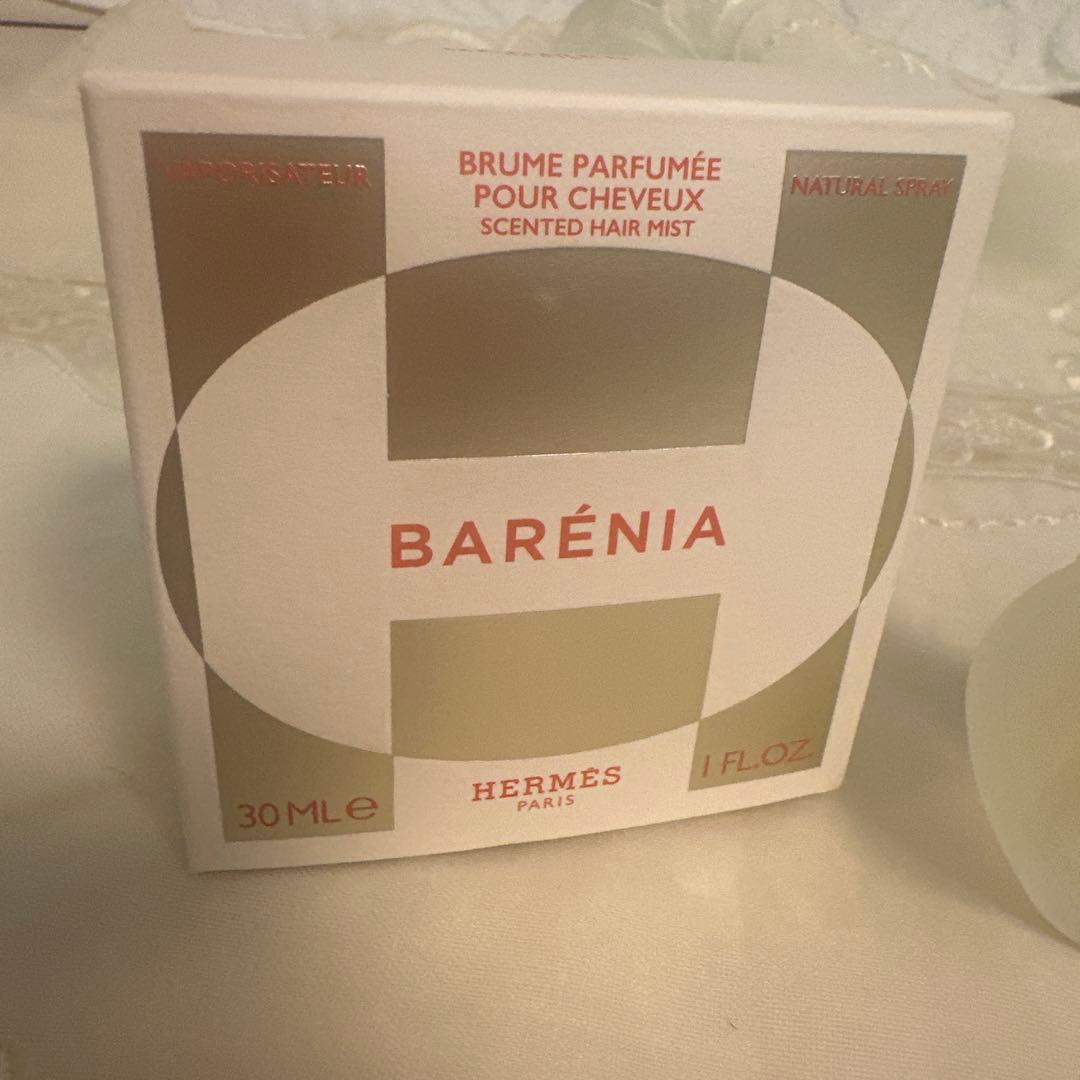 VAPORISATEUR
BRUME PARFUMÉE
POUR CHEVEUX
SCENTED HAIR MIST
NATURAL SPRAY
BARÉNIA
30 ML e
HERMÈS
PARIS
1 FL.OZ.